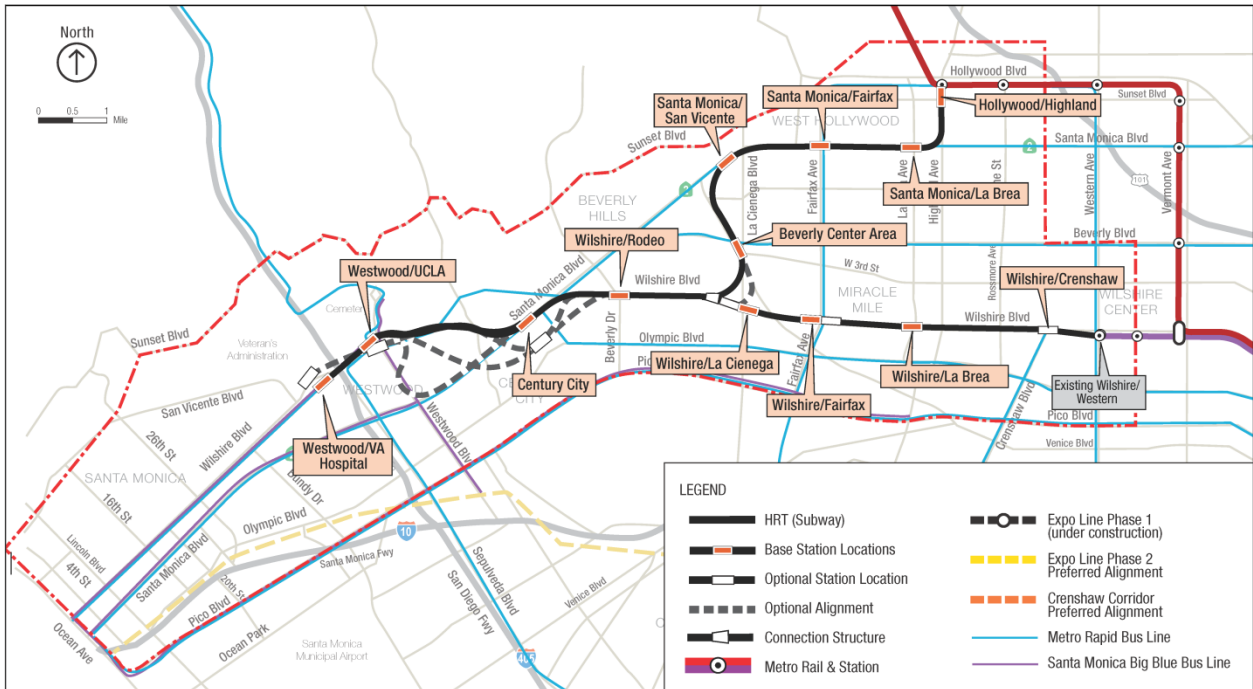 North
0 0.5 1
Mile
Hollywood Blvd
Sunset Blvd
Hollywood/Highland
Santa Monica/
San Vicente
Santa Monica/Fairfax
WEST HOLLYWOOD
Santa Monica Blvd
2
101
Sunset Blvd
La Cienega Blvd
Fairfax Ave
Santa Monica/La Brea
Western Ave
Vermont Ave
2
BEVERLY
HILLS
Beverly Center Area
Beverly Blvd
Wilshire/Rodeo
W 3rd St
Rossmore Ave
Westwood/UCLA
Santa Monica Blvd
Wilshire Blvd
MIRACLE
MILE
Wilshire/Crenshaw
WILSHIRE
CENTER
Wilshire Blvd
Sunset Blvd
Veteran's
Administration
Beverly Dr
Olympic Blvd
Fairfax Ave
Wilshire/La Cienega
Wilshire/La Brea
Century City
CITY
WESTWOOD
Wilshire/Fairfax
Existing Wilshire/
Western
San Vicente Blvd
Westwood/VA
Hospital
Crenshaw Blvd
Pico Blvd
Venice Blvd
26th St
Wilshire Blvd
SANTA MONICA
Bundy Dr
16th St
Olympic Blvd
10
Lincoln Blvd
4th St
Santa Monica Blvd
20th St
Santa Monica Fwy
Sepulveda Blvd
San Diego Fwy
Venice Blvd
Pico Blvd
Ocean Ave
Ocean Park
Santa Monica
Municipal Airport
405
LEGEND
HRT (Subway)
Base Station Locations
Optional Station Location
Optional Alignment
Connection Structure
Metro Rail & Station
Expo Line Phase 1
(under construction)
Expo Line Phase 2
Preferred Alignment
Crenshaw Corridor
Preferred Alignment
Metro Rapid Bus Line
Santa Monica Big Blue Bus Line